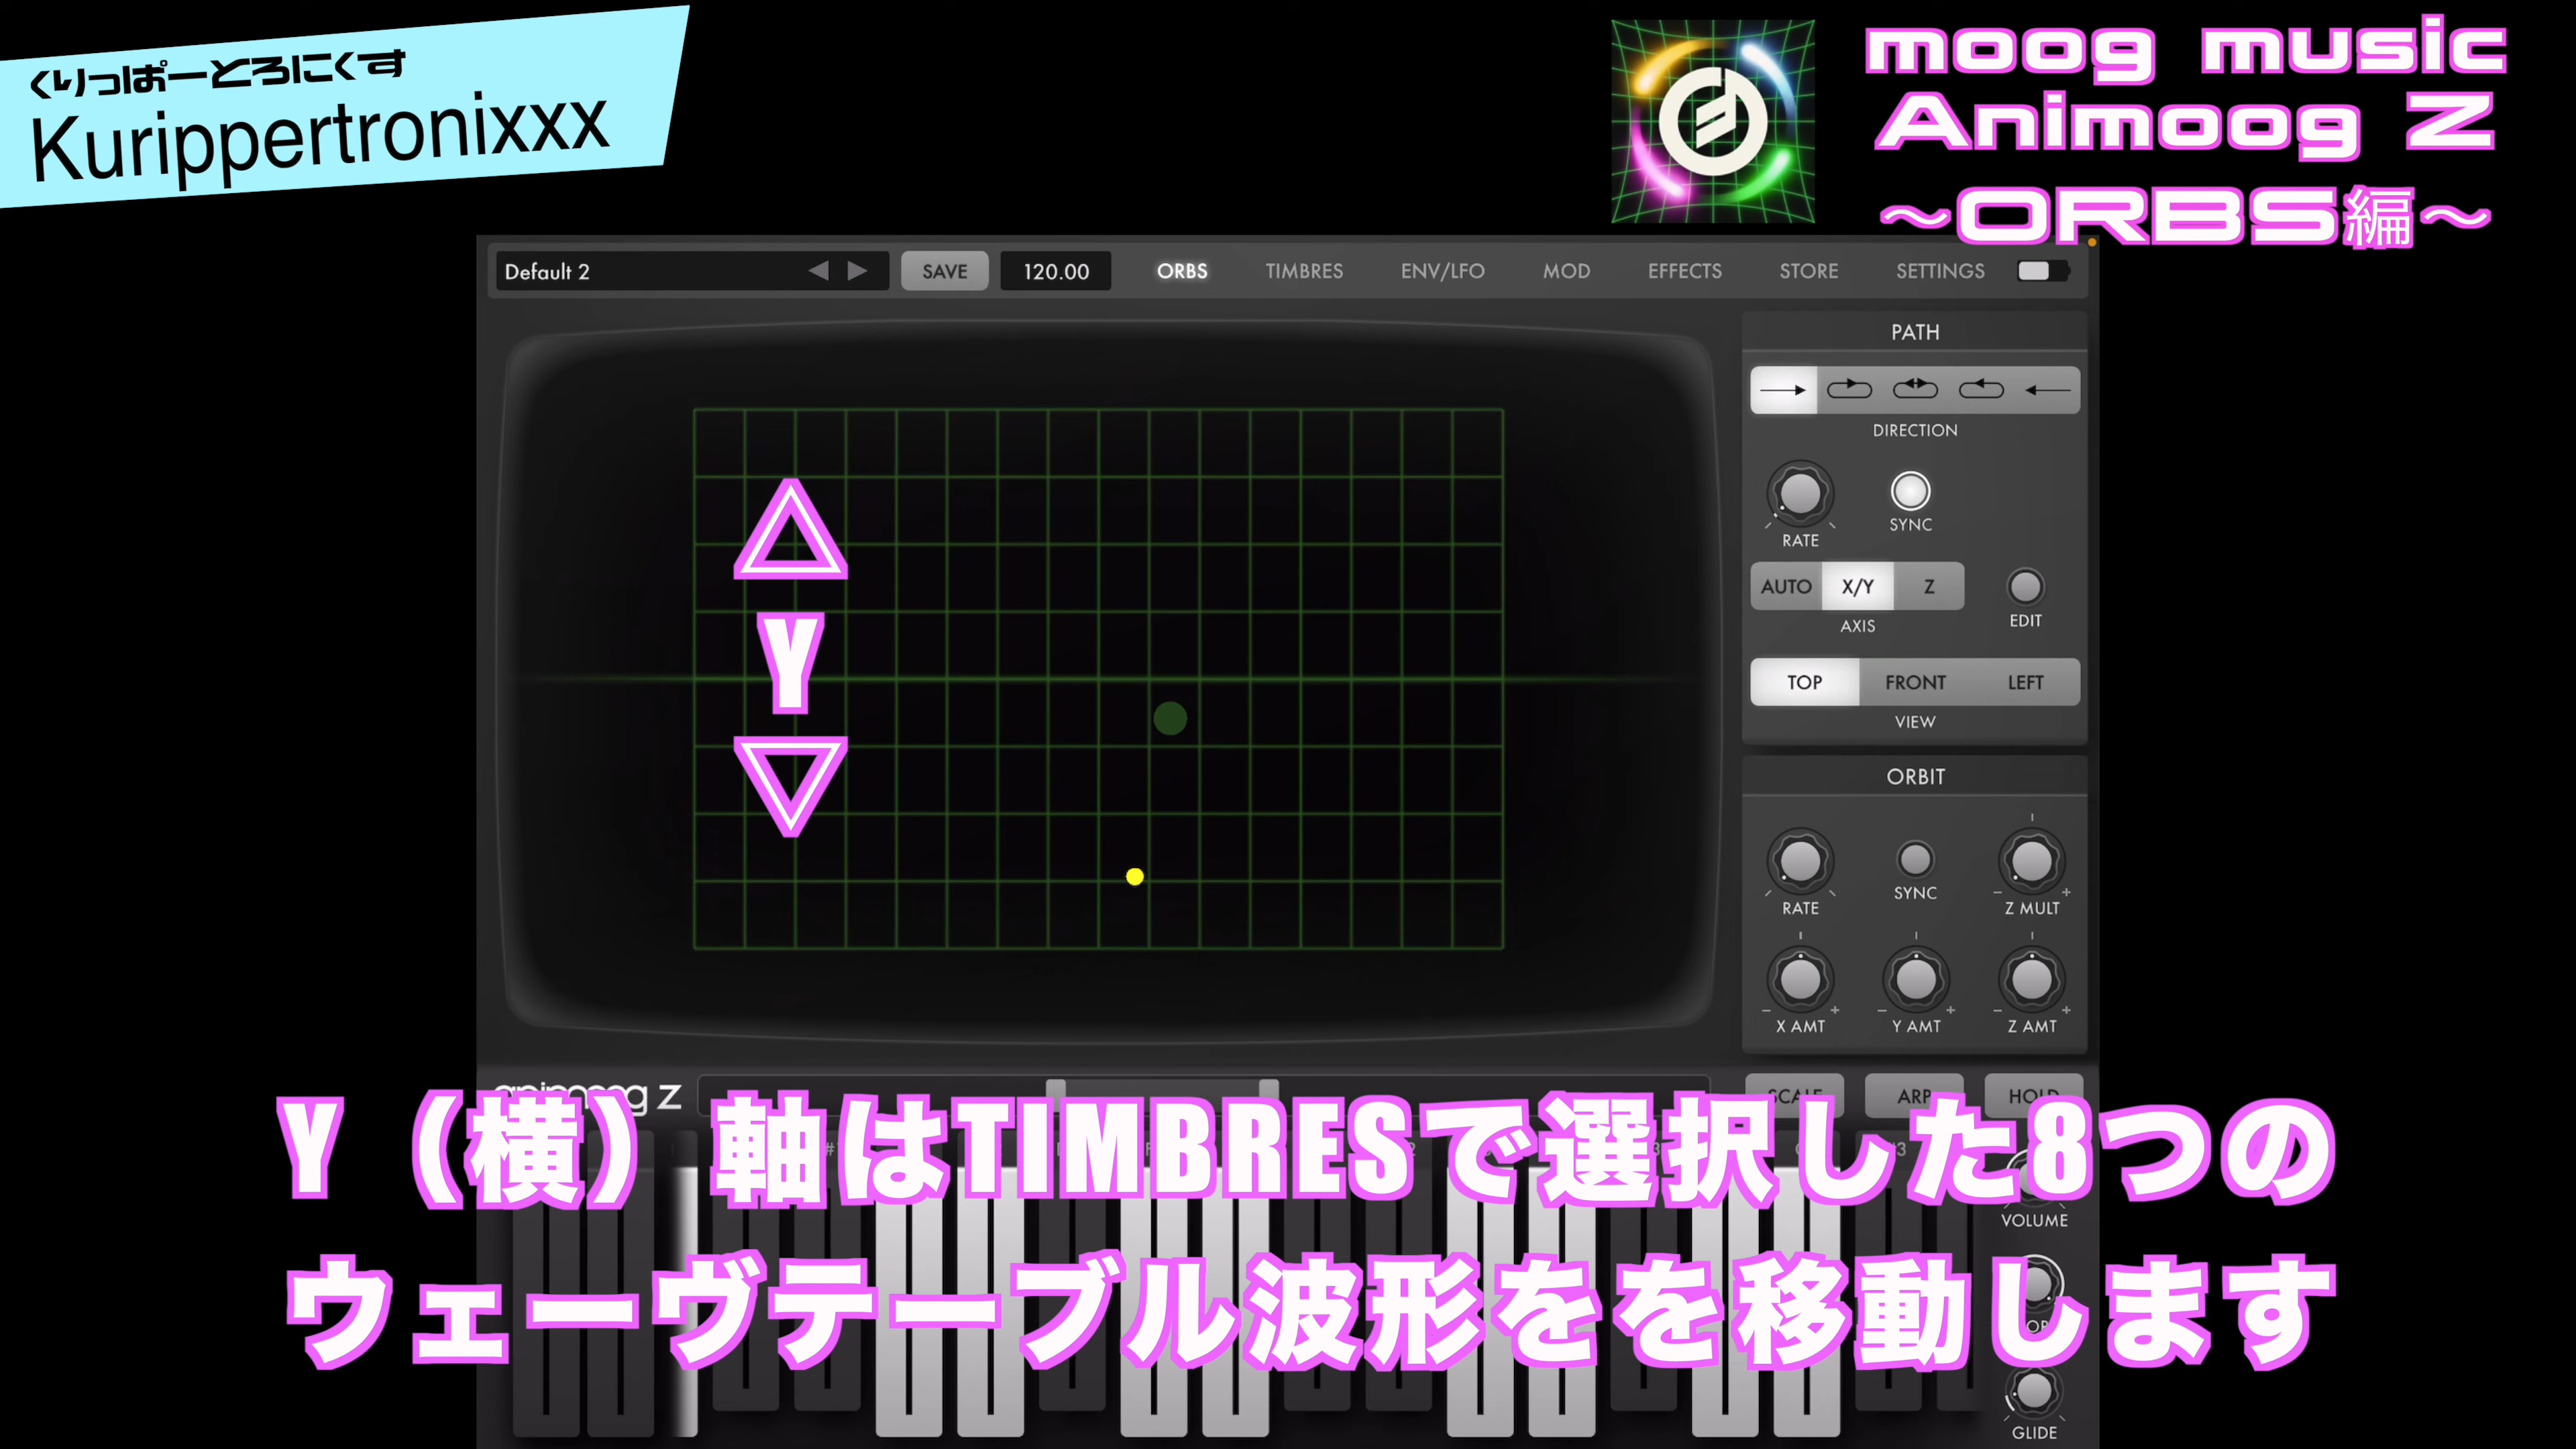 くりっぱーとろにくす
Kurippertronixxx
moog music
Animoog Z
〜ORBS編〜
Default 2
SAVE
120.00
ORBS
TIMBRES
ENV/LFO
MOD
EFFECTS
STORE
SETTINGS
PATH
DIRECTION
RATE
SYNC
AUTO
X/Y
Z
AXIS
EDIT
TOP
FRONT
LEFT
VIEW
Y
ORBIT
RATE
SYNC
Z MULT
X AMT
Y AMT
Z AMT
animoog z
SCALE
ARP
HOLD
Y（横）軸はTIMBRESで選択した8つの
ウェーヴテーブル波形をを移動します
VOLUME
GLIDE